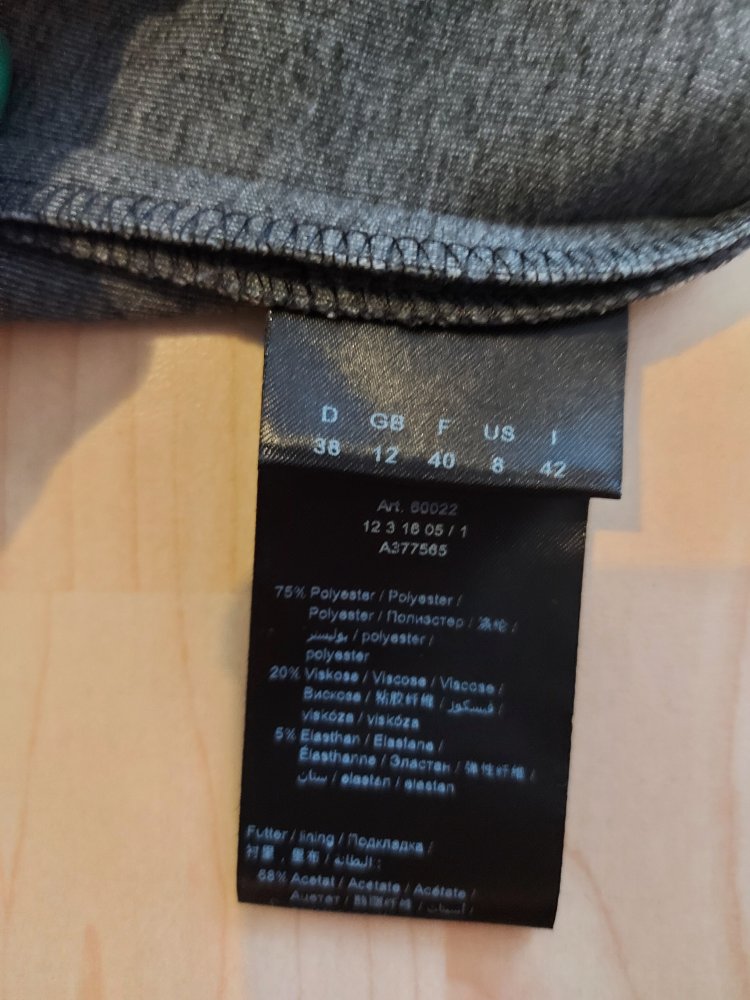 D GB F US I
38 12 40 8 42
Art. 60022
12 3 16 05 / 1
A377565
75% Polyester / Polyester /
Polyester / Полиэстер / 涤纶 /
بوليستر / polyester /
polyester
20% Viskose / Viscose / Viscose /
Вискоза / 粘胶纤维 / فيسكوز /
viskóza / viskóza
5% Elasthan / Elastane /
Élasthanne / Эластан / 弹性纤维 /
elastan / elastan
Futter / lining / Подкладка /
衬里 , 里布 / البطانة :
68% Acetat / Acetate / Acétate /
Ацетат /